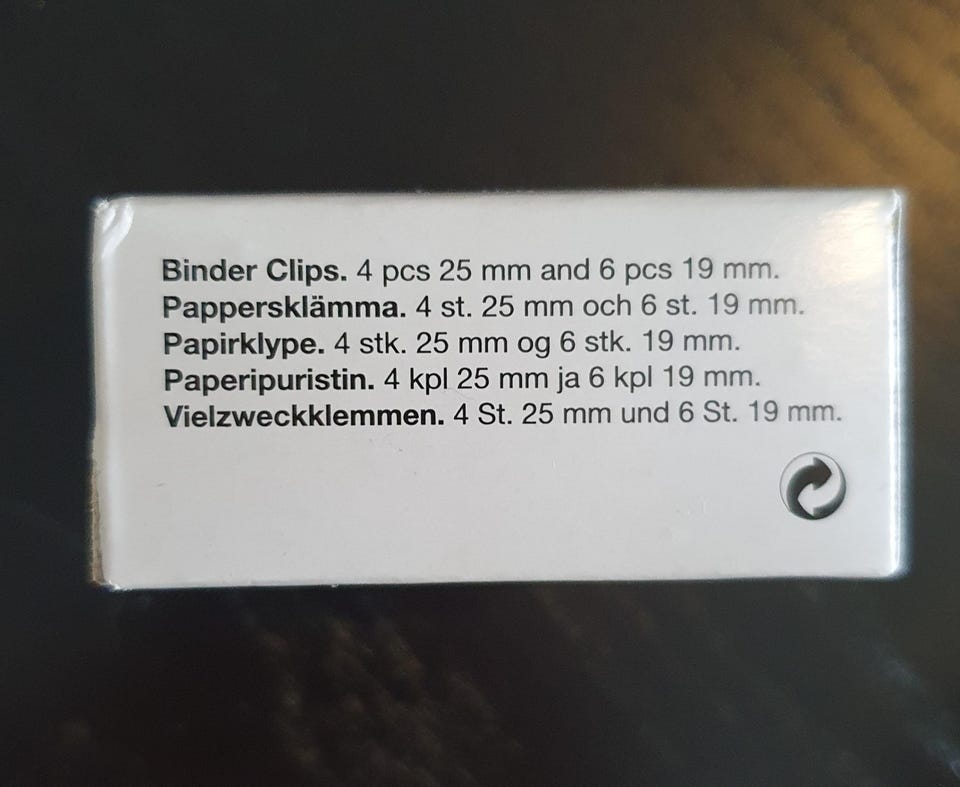 Binder Clips. 4 pcs 25 mm and 6 pcs 19 mm.
Pappersklämma. 4 st. 25 mm och 6 st. 19 mm.
Papirklype. 4 stk. 25 mm og 6 stk. 19 mm.
Paperipuristin. 4 kpl 25 mm ja 6 kpl 19 mm.
Vielzweckklemmen. 4 St. 25 mm und 6 St. 19 mm.